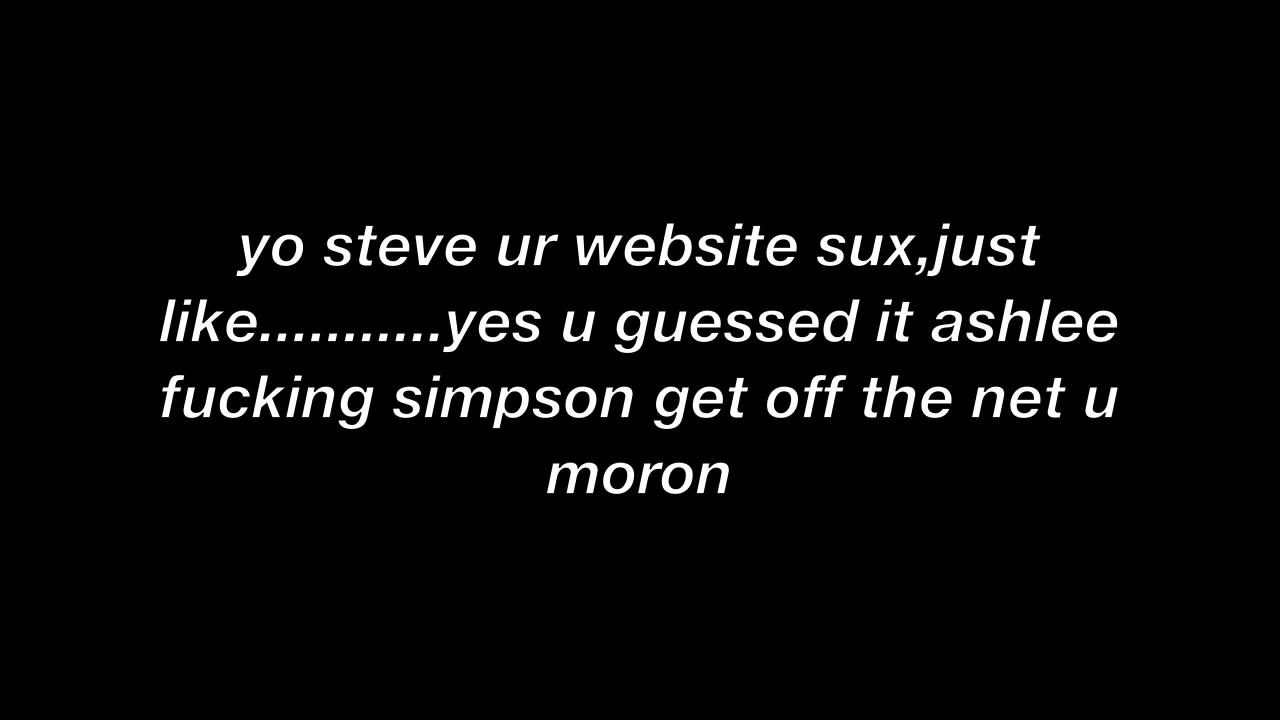 yo steve ur website sux,just
like...........yes u guessed it ashlee
fucking simpson get off the net u
moron